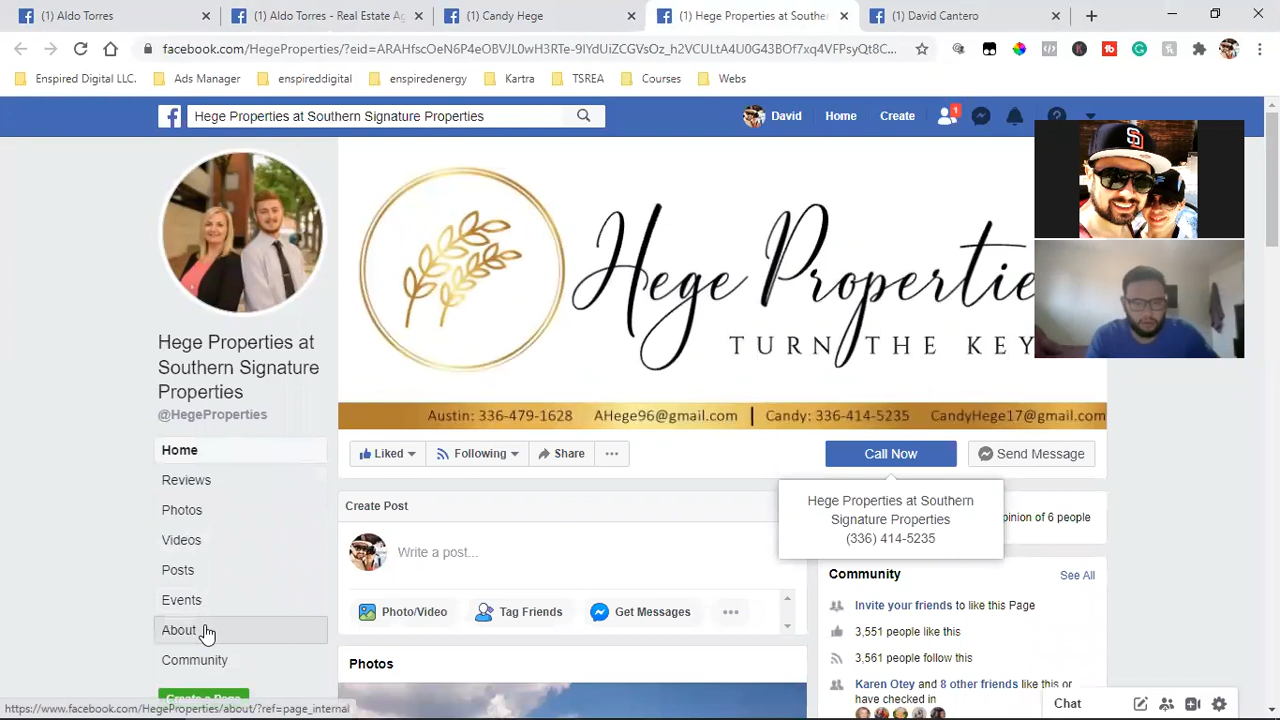 (1) Aldo Torres
(1) Aldo Torres - Real Estate Ag
(1) Candy Hege
(1) Hege Properties at Souther
(1) David Cantero
facebook.com/HegeProperties/?eid=
Enspired Digital LLC.
Ads Manager
enspireddigital
enspiredenergy
Kartra
TSREA
Courses
Webs
Hege Properties at Southern Signature Properties
David
Home
Create
1
Hege Propertie
TURN THE KEY
Austin: 336-479-1628 AHege96@gmail.com | Candy: 336-414-5235 CandyHege17@gmail.com
Hege Properties at
Southern Signature
Properties
@HegeProperties
Home
Reviews
Photos
Videos
Posts
Events
About
Community
Create a Page
Liked
Following
Share
Call Now
Send Message
Hege Properties at Southern
Signature Properties
(336) 414-5235
Create Post
Write a post...
Photo/Video
Tag Friends
Get Messages
Photos
pinion of 6 people
Community
See All
Invite your friends to like this Page
3,551 people like this
3,561 people follow this
Karen Otey and 8 other friends like this or
have checked in
Chat
https://www.facebook.com/HegeProperties/about/?ref=page_internal